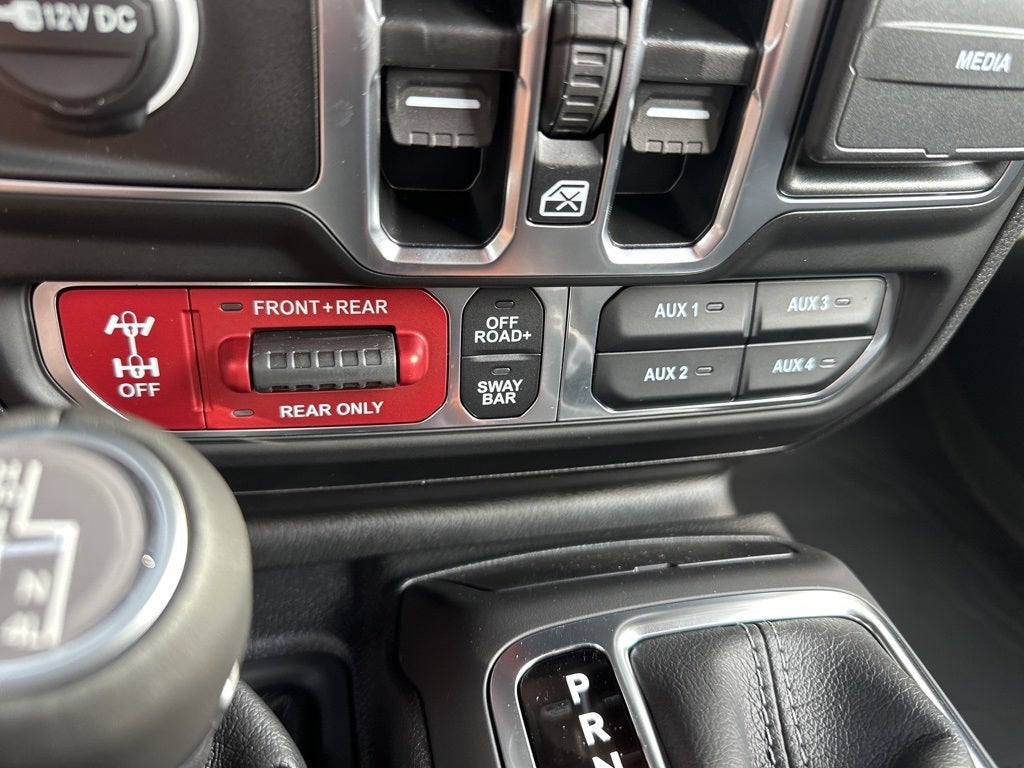 12V DC
MEDIA
FRONT+REAR
OFF
REAR ONLY
OFF
ROAD+
SWAY
BAR
AUX 1
AUX 3
AUX 2
AUX 4
N
P
R
N